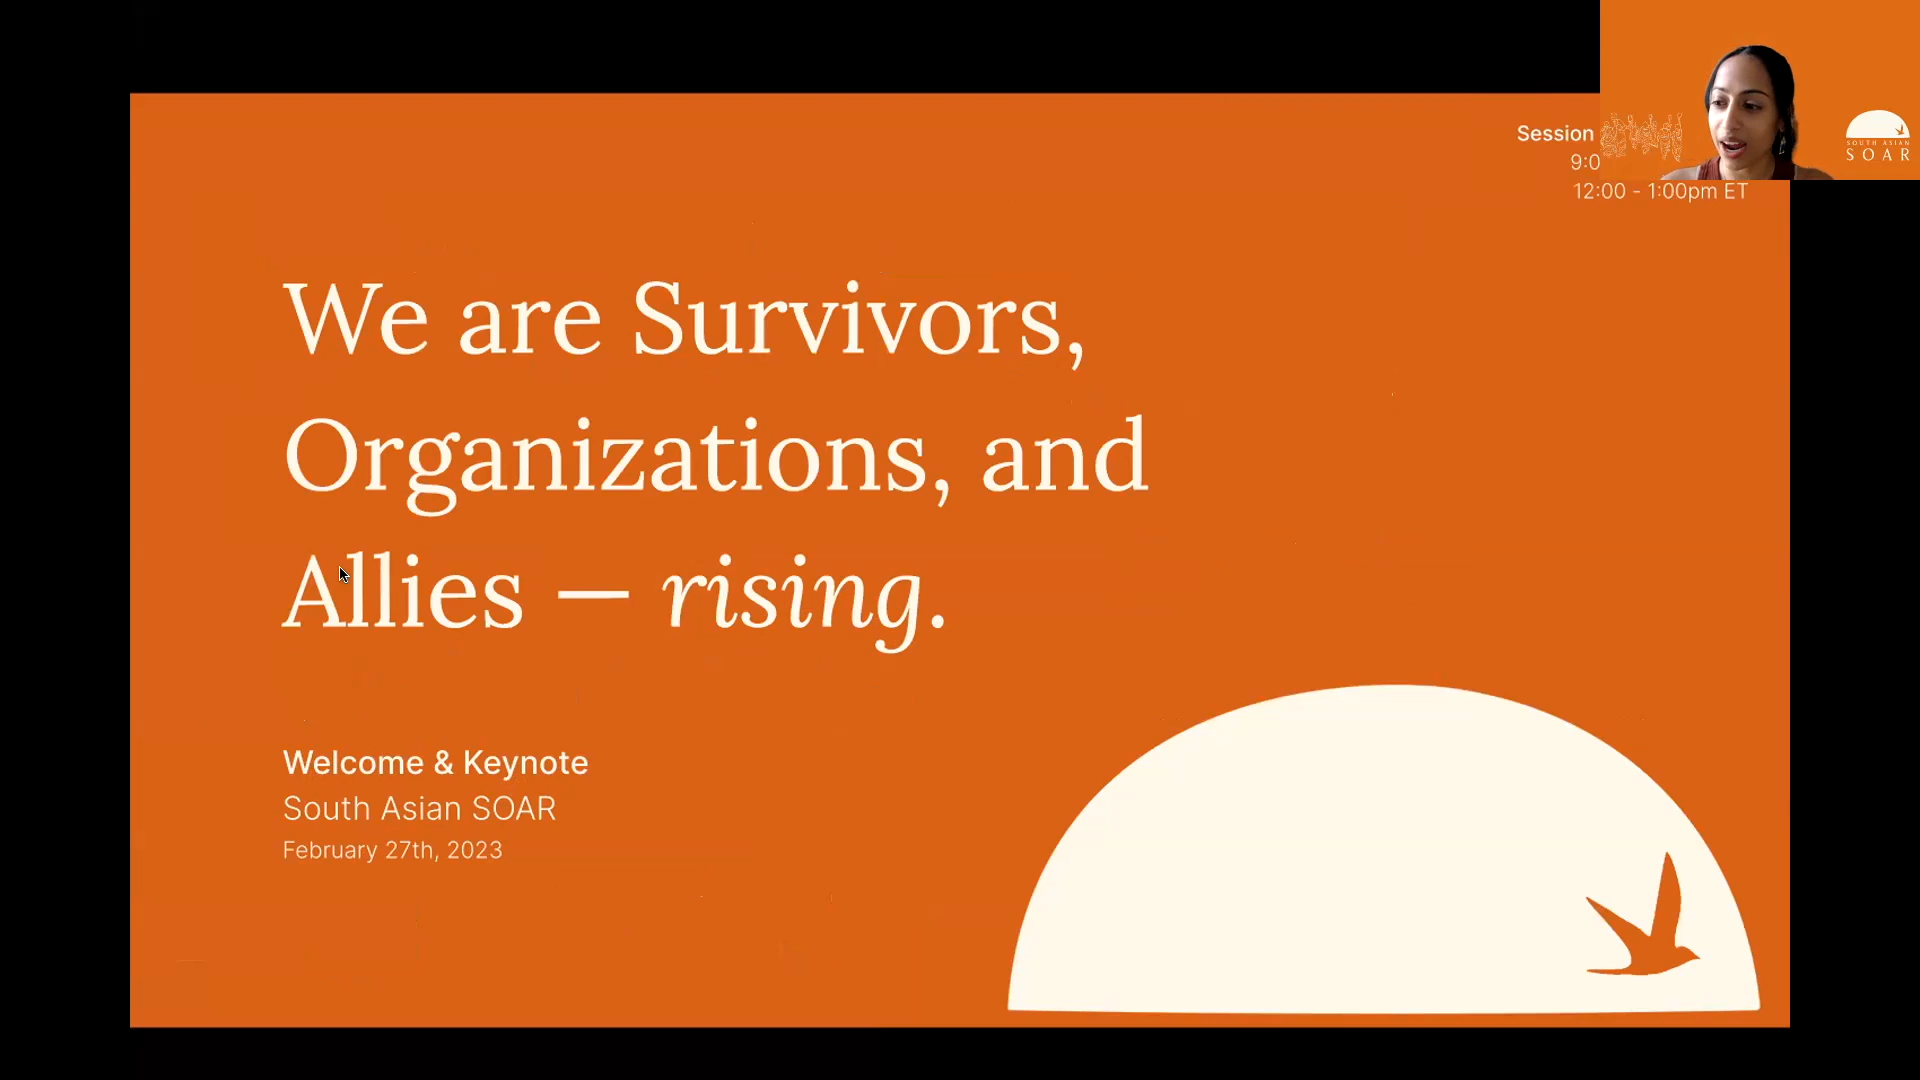 Session
9:0
12:00 - 1:00pm ET
SOUTH ASIAN
SOAR
We are Survivors,
Organizations, and
Allies — rising.
Welcome & Keynote
South Asian SOAR
February 27th, 2023